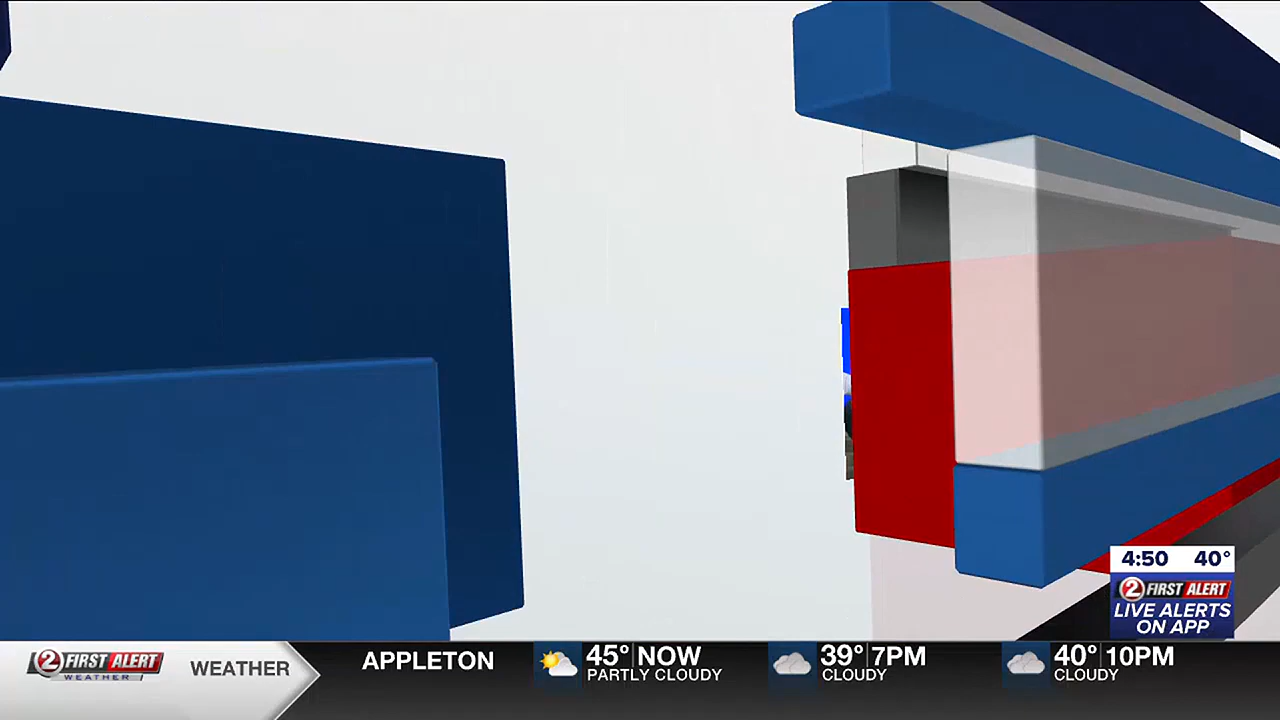 4:50 40°
2 FIRST ALERT
LIVE ALERTS
ON APP
2 FIRST ALERT
WEATHER
WEATHER
APPLETON
45° NOW
PARTLY CLOUDY
39° 7PM
CLOUDY
40° 10PM
CLOUDY